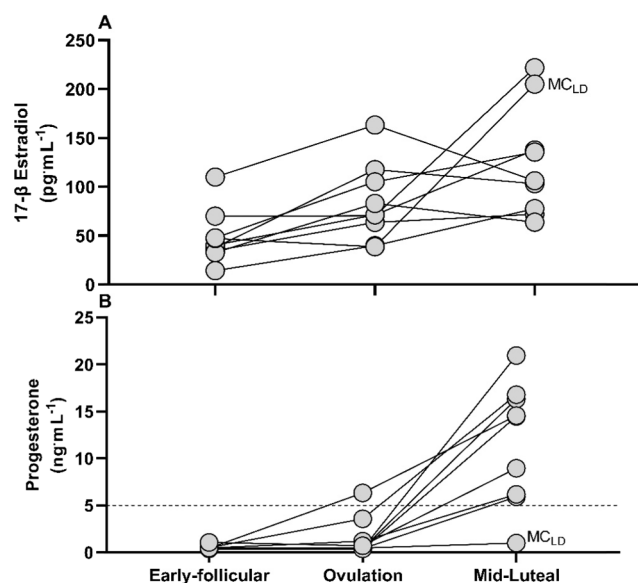 A
250
200
150
100
50
0
17-β Estradiol
(pg·mL-1)
MCLD
B
25
20
15
10
5
0
Progesterone
(ng·mL-1)
MCLD
Early-follicular Ovulation Mid-Luteal